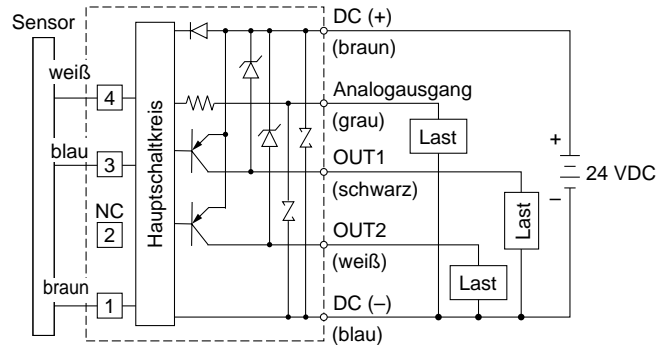 Sensor
weiß
4
blau
3
NC
2
braun
1
Hauptschaltkreis
DC (+)
(braun)
Analogausgang
(grau)
Last
OUT1
(schwarz)
Last
OUT2
(weiß)
Last
DC (–)
(blau)
+
24 VDC
–